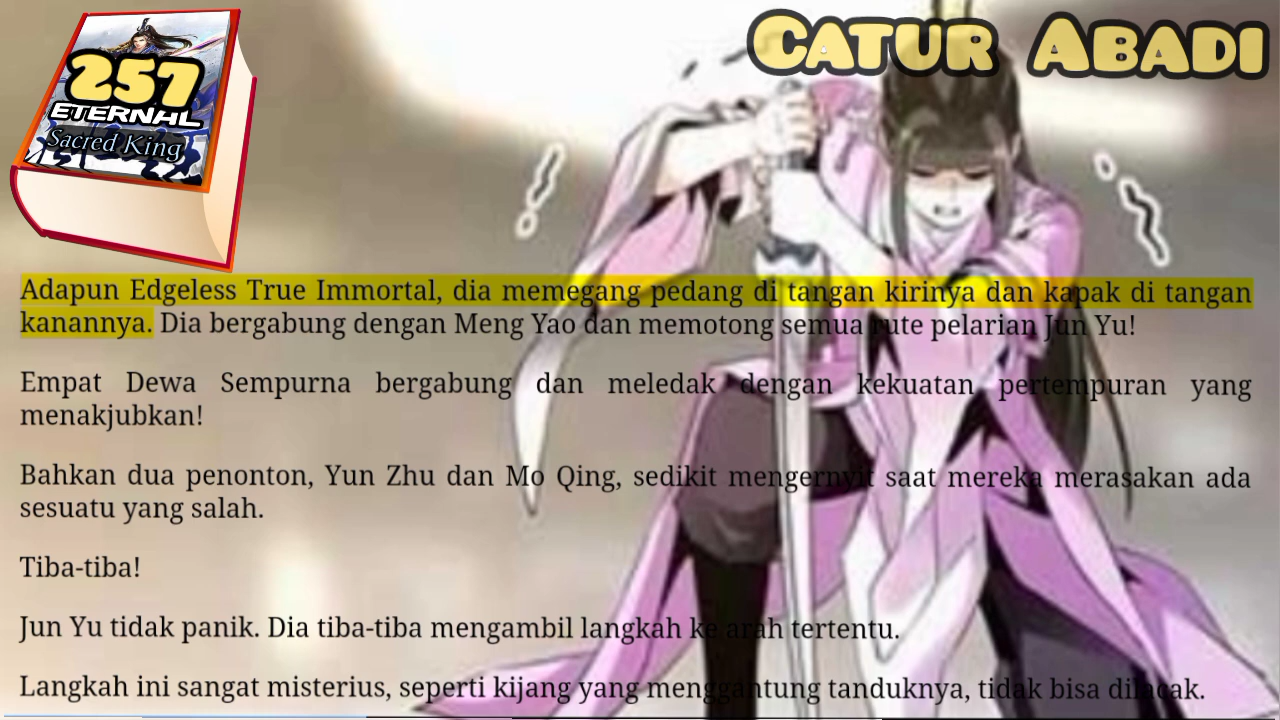 257
ETERNAL
Sacred King
CATUR ABADI
Adapun Edgeless True Immortal, dia memegang pedang di tangan kirinya dan kapak di tangan
kanannya. Dia bergabung dengan Meng Yao dan memotong semua rute pelarian Jun Yu!
Empat Dewa Sempurna bergabung dan meledak dengan kekuatan pertempuran yang
menakjubkan!
Bahkan dua penonton, Yun Zhu dan Mo Qing, sedikit mengernyit saat mereka merasakan ada
sesuatu yang salah.
Tiba-tiba!
Jun Yu tidak panik. Dia tiba-tiba mengambil langkah ke arah tertentu.
Langkah ini sangat misterius, seperti kijang yang menggantung tanduknya, tidak bisa dilacak.